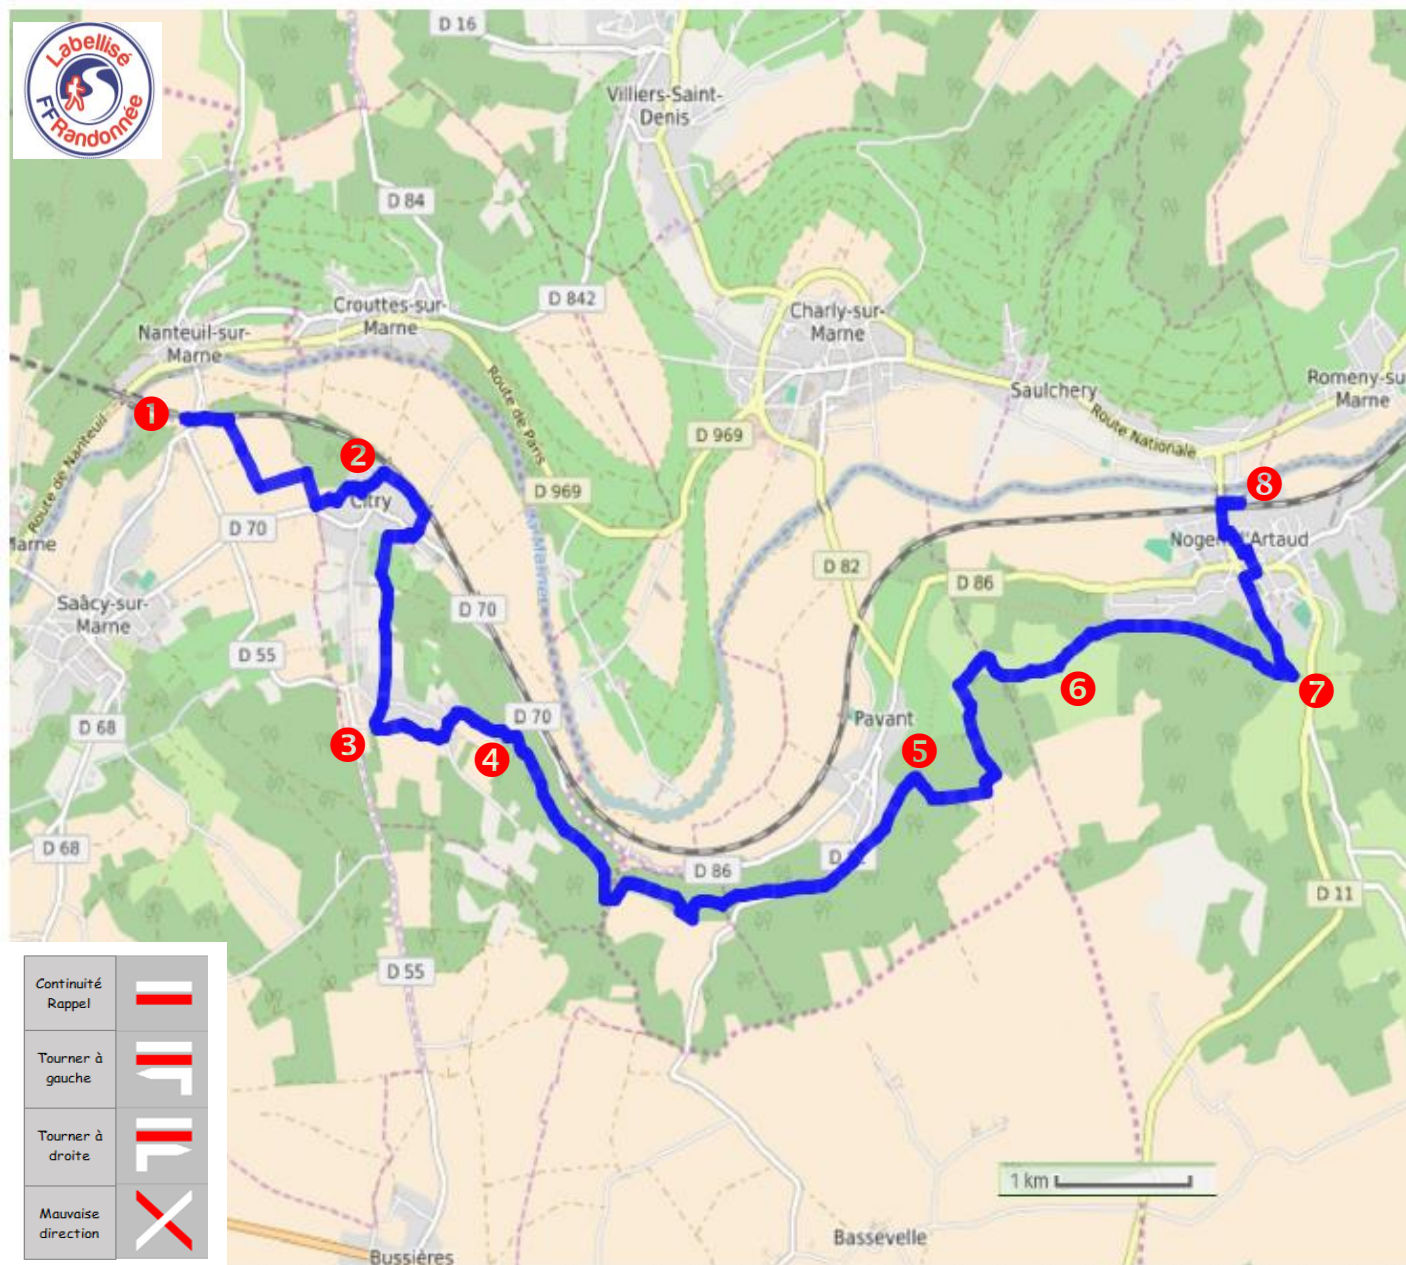 Labellisé
FFRandonnée
D 16
Villiers-Saint-
Denis
D 84
D 842
Crouttes-sur-
Marne
Charly-sur-
Marne
Nanteuil-sur-
Marne
Saulchery
Romeny-su
Marne
Route de Paris
Route Nationale
Route de Nanteuil
1
D 969
2
D 969
8
Citry
D 70
Marne
Nogent-l'Artaud
D 82
D 86
Saâcy-sur-
Marne
D 70
D 55
6
7
D 70
Pavant
D 68
3
4
5
D 68
D 86
D 11
D 55
Continuité
Rappel
Tourner à
gauche
Tourner à
droite
Mauvaise
direction
1 km
Bassevelle
Bussières